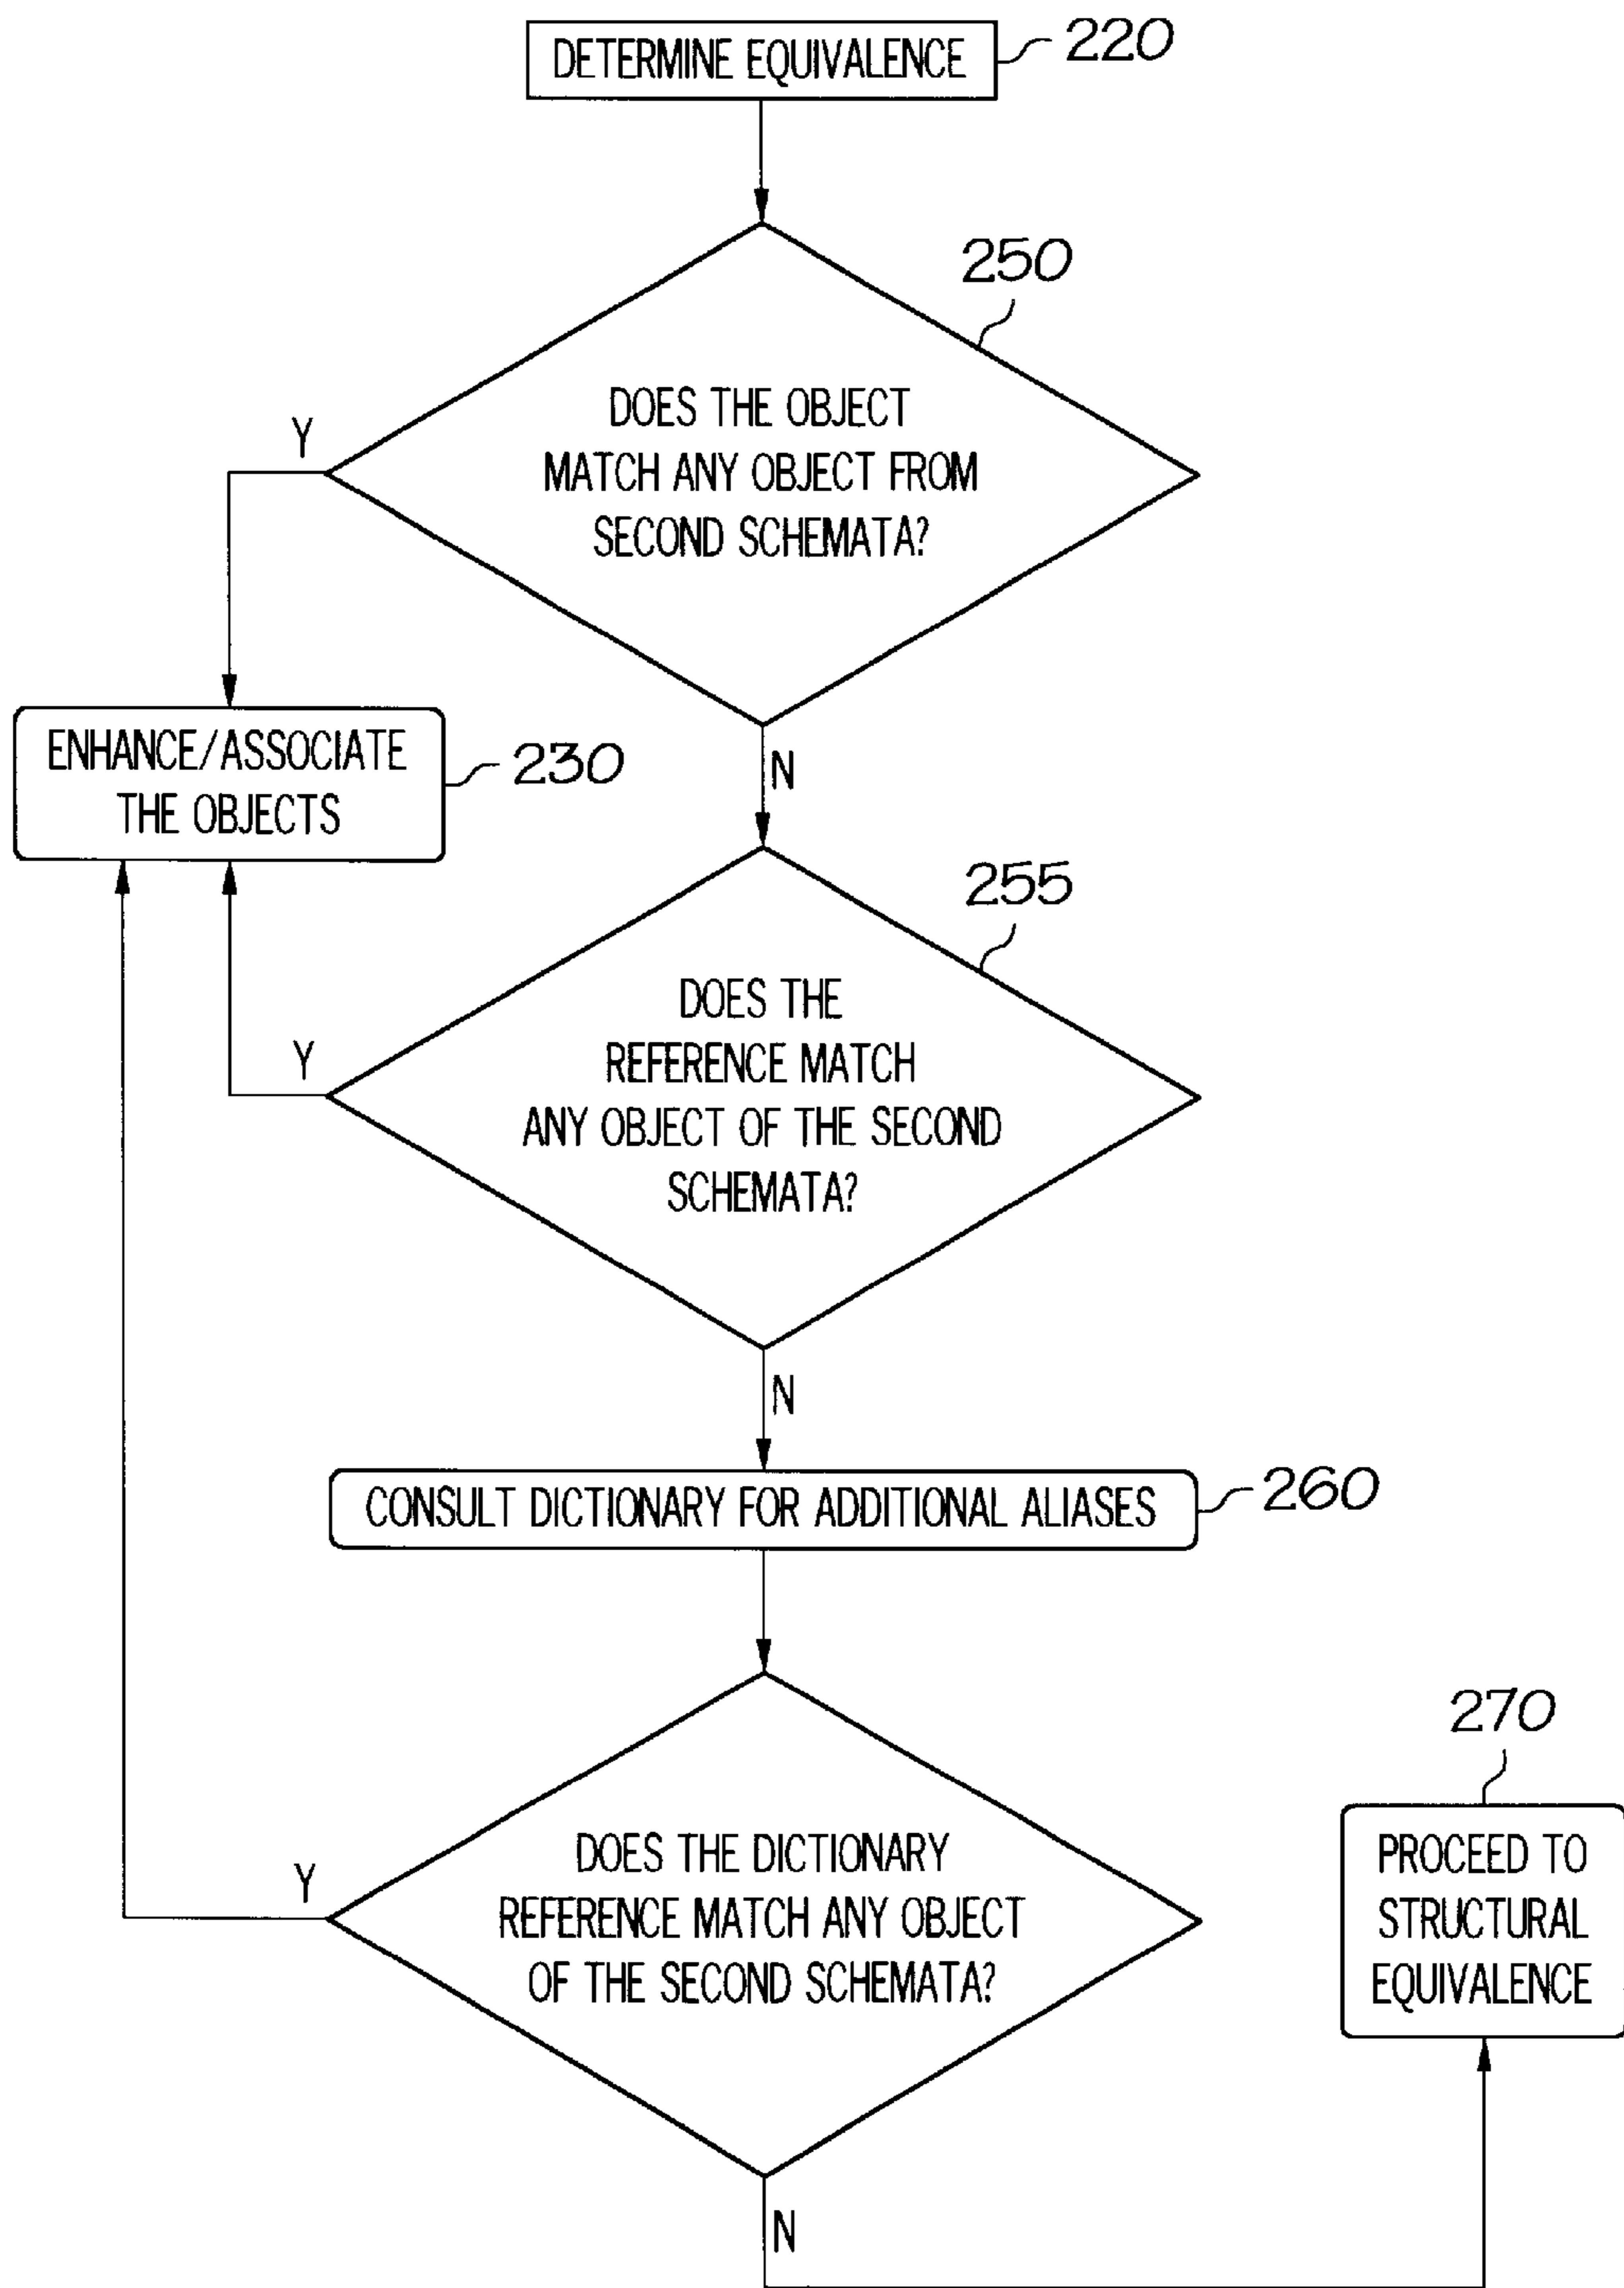 DETERMINE EQUIVALENCE
220
250
DOES THE OBJECT
MATCH ANY OBJECT FROM
SECOND SCHEMATA?
Y
N
ENHANCE/ASSOCIATE
THE OBJECTS
230
255
DOES THE
REFERENCE MATCH
ANY OBJECT OF THE SECOND
SCHEMATA?
Y
N
CONSULT DICTIONARY FOR ADDITIONAL ALIASES
260
DOES THE DICTIONARY
REFERENCE MATCH ANY OBJECT
OF THE SECOND SCHEMATA?
Y
N
270
PROCEED TO
STRUCTURAL
EQUIVALENCE